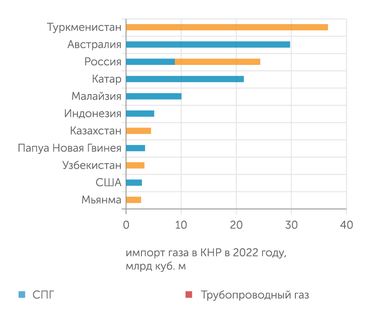 Туркменистан
Австралия
Россия
Катар
Малайзия
Индонезия
Казахстан
Папуа Новая Гвинея
Узбекистан
США
Мьянма
0 10 20 30 40
импорт газа в КНР в 2022 году,
млрд куб. м
СПГ Трубопроводный газ